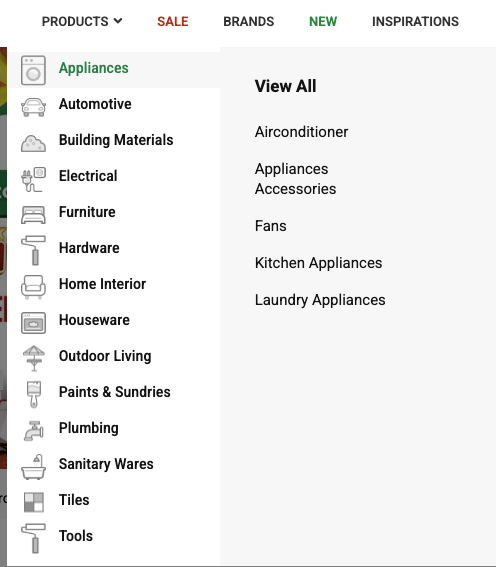 PRODUCTS
SALE
BRANDS
NEW
INSPIRATIONS
Appliances
Automotive
Building Materials
Electrical
Furniture
Hardware
Home Interior
Houseware
Outdoor Living
Paints & Sundries
Plumbing
Sanitary Wares
Tiles
Tools
View All
Airconditioner
Appliances
Accessories
Fans
Kitchen Appliances
Laundry Appliances